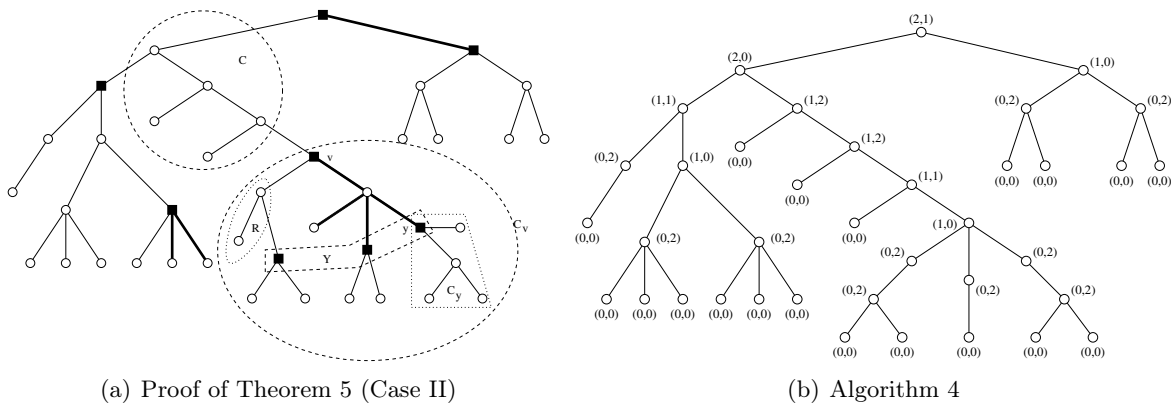 C
v
R
C_v
y
Y
C_y
(a) Proof of Theorem 5 (Case II)
(2,1)
(2,0) (1,0)
(1,1) (1,2) (0,2) (0,2)
(1,2)
(0,0)
(0,2) (1,0)
(0,0) (0,0) (0,0) (0,0)
(1,1)
(0,0)
(1,0)
(0,0) (0,0)
(0,2) (0,2)
(0,2) (0,2)
(0,2)
(0,2) (0,2)
(0,0) (0,0) (0,0) (0,0) (0,0) (0,0)
(0,0) (0,0) (0,0) (0,0) (0,0)
(b) Algorithm 4